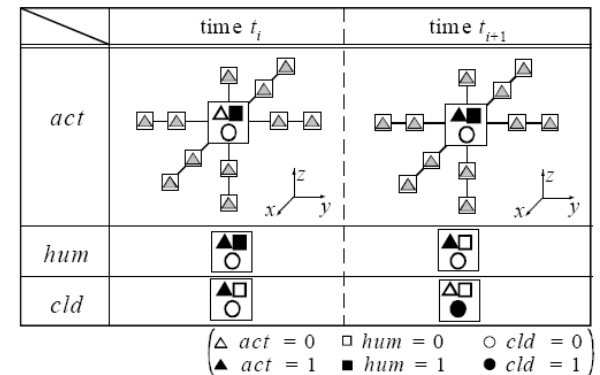 time t_i time t_{i+1}
act
z z
x y x y
hum
cld
△ act = 0 □ hum = 0 ○ cld = 0
▲ act = 1 ■ hum = 1 ● cld = 1